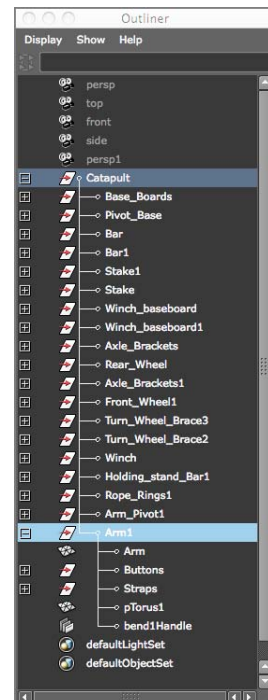 Outliner
Display Show Help
persp
top
front
side
persp1
Catapult
Base_Boards
Pivot_Base
Bar
Bar1
Stake1
Stake
Winch_baseboard
Winch_baseboard1
Axle_Brackets
Rear_Wheel
Axle_Brackets1
Front_Wheel1
Turn_Wheel_Brace3
Turn_Wheel_Brace2
Winch
Holding_stand_Bar1
Rope_Rings1
Arm_Pivot1
Arm1
Arm
Buttons
Straps
pTorus1
bend1Handle
defaultLightSet
defaultObjectSet